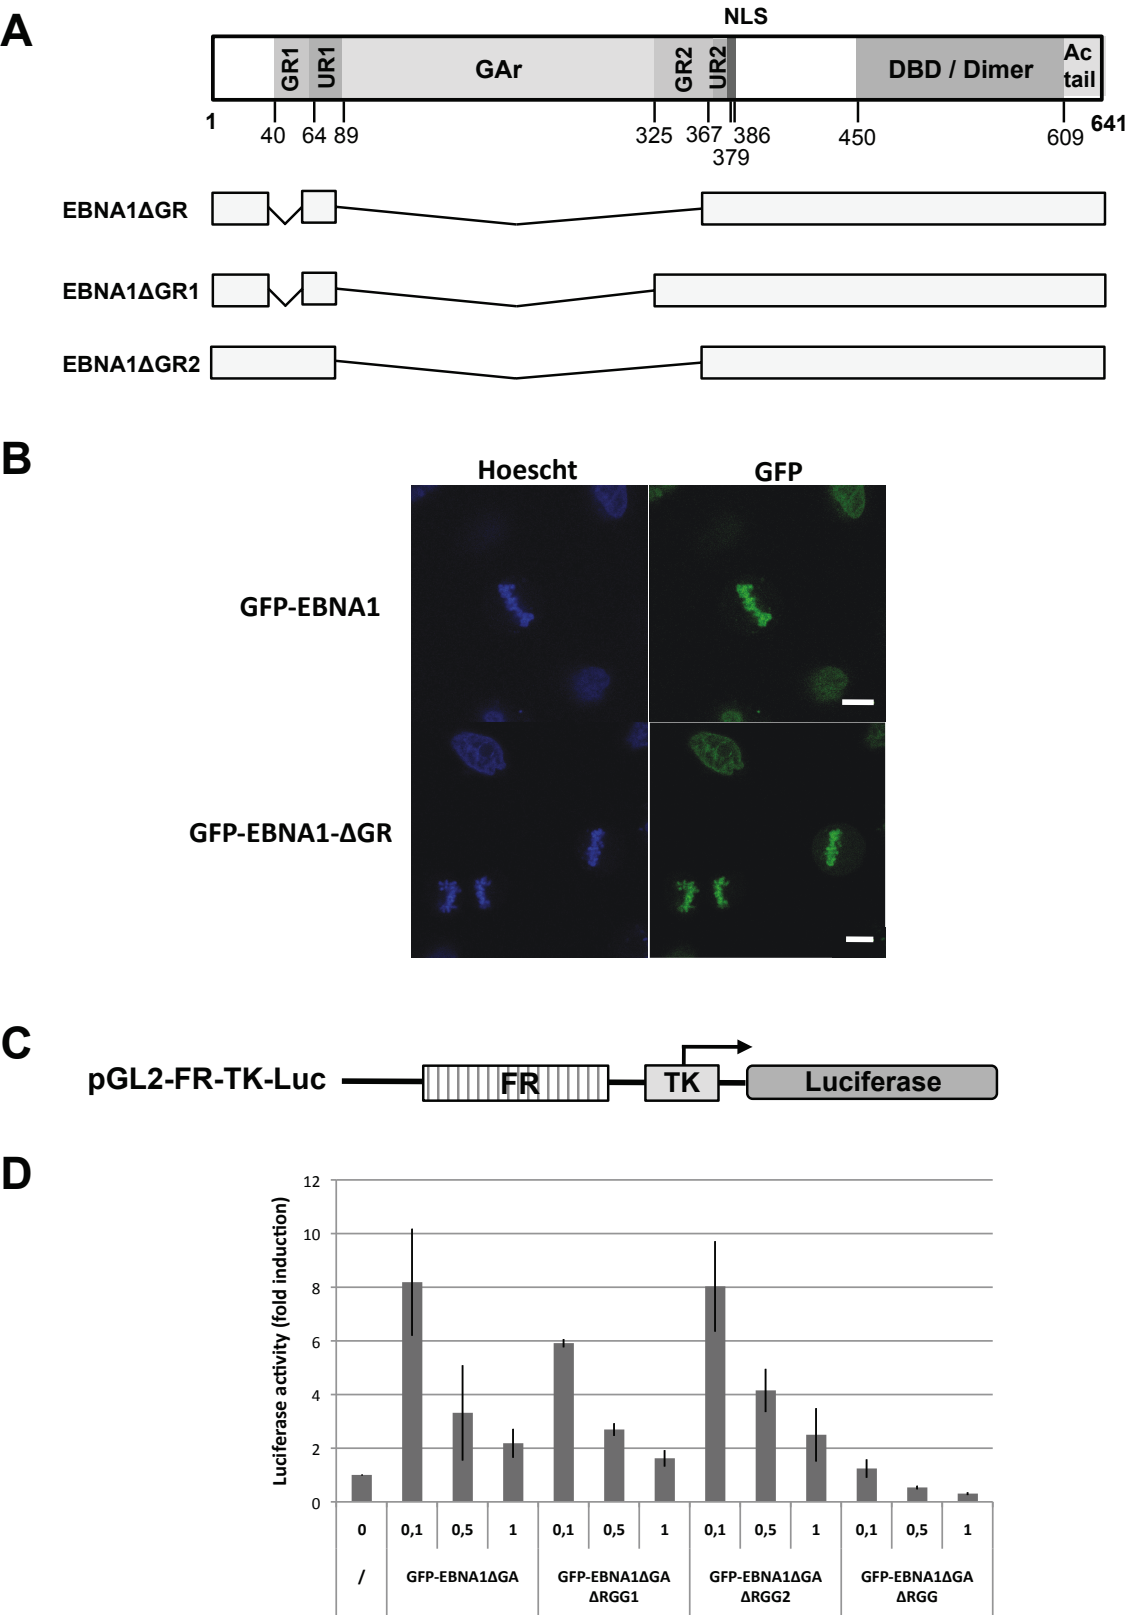 A
NLS
GR1
UR1
GAr
GR2
UR2
DBD / Dimer
Ac
tail
1
40
64
89
325
367
379
386
450
609
641
EBNA1ΔGR
EBNA1ΔGR1
EBNA1ΔGR2
B
Hoescht
GFP
GFP-EBNA1
GFP-EBNA1-ΔGR
C
pGL2-FR-TK-Luc
FR
TK
Luciferase
D
Luciferase activity (fold induction)
12
10
8
6
4
2
0
0 0,1 0,5 1 0,1 0,5 1 0,1 0,5 1 0,1 0,5 1
/
GFP-EBNA1ΔGA
GFP-EBNA1ΔGA
ΔRGG1
GFP-EBNA1ΔGA
ΔRGG2
GFP-EBNA1ΔGA
ΔRGG